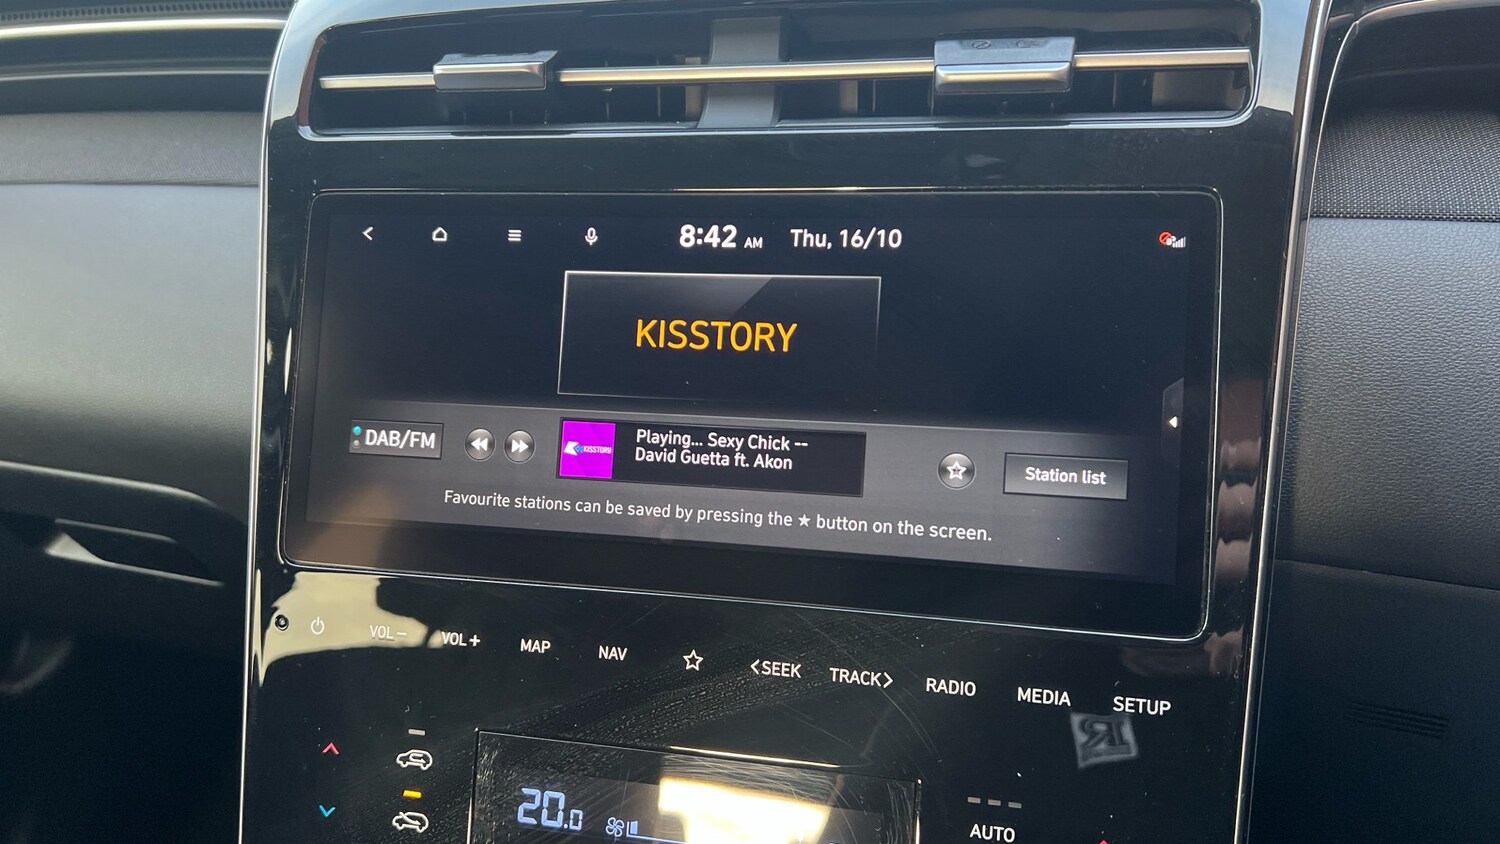 8:42 AM Thu, 16/10
KISSTORY
DAB/FM
KISSTORY
Playing... Sexy Chick --
David Guetta ft. Akon
Station list
Favourite stations can be saved by pressing the ★ button on the screen.
VOL− VOL+ MAP NAV <SEEK TRACK> RADIO MEDIA SETUP
20.0
AUTO